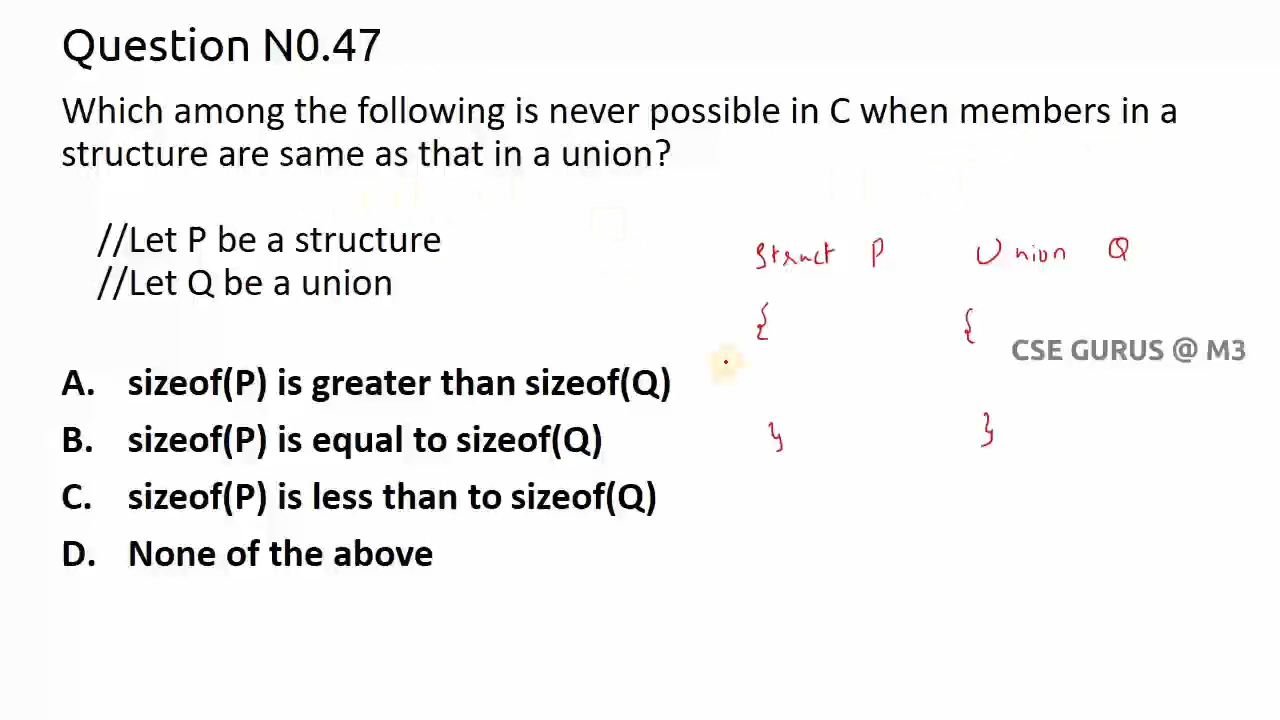 Question N0.47
Which among the following is never possible in C when members in a
structure are same as that in a union?
//Let P be a structure
//Let Q be a union
struct P Union Q
{ {
CSE GURUS @ M3
} }
A. sizeof(P) is greater than sizeof(Q)
B. sizeof(P) is equal to sizeof(Q)
C. sizeof(P) is less than to sizeof(Q)
D. None of the above